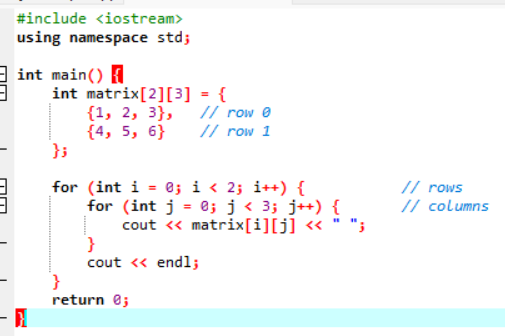 #include <iostream>
using namespace std;

int main() {
    int matrix[2][3] = {
        {1, 2, 3},   // row 0
        {4, 5, 6}    // row 1
    };

    for (int i = 0; i < 2; i++) {           // rows
        for (int j = 0; j < 3; j++) {       // columns
            cout << matrix[i][j] << " ";
        }
        cout << endl;
    }
    return 0;
}